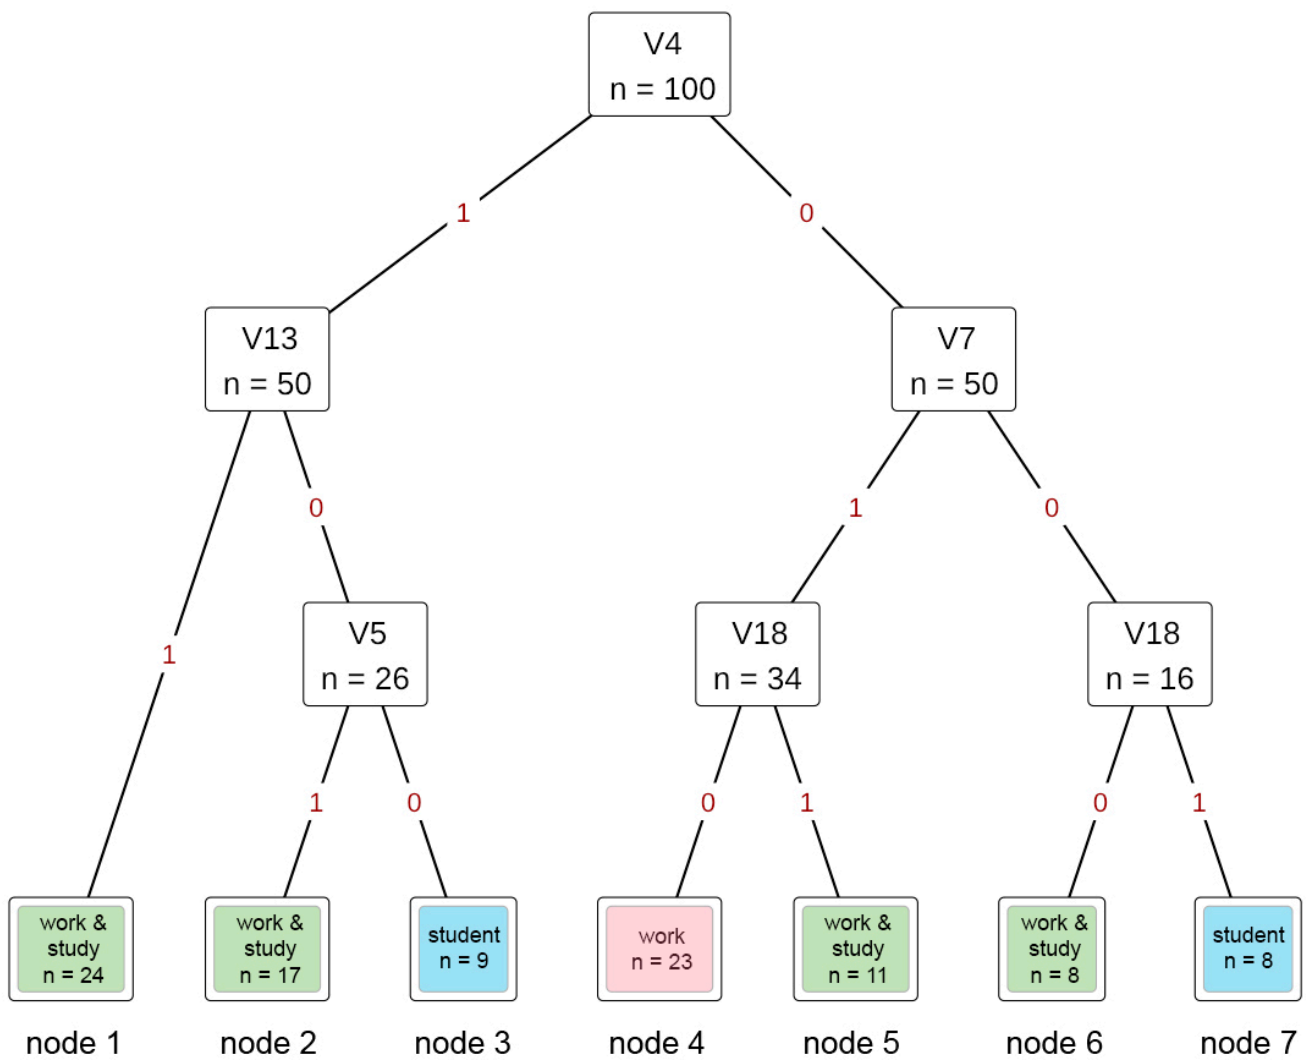 V4
n = 100
1
0
V13
n = 50
V7
n = 50
0
1
0
1
V5
n = 26
V18
n = 34
V18
n = 16
1
0
0
1
0
1
work &
study
n = 24
work &
study
n = 17
student
n = 9
work
n = 23
work &
study
n = 11
work &
study
n = 8
student
n = 8
node 1
node 2
node 3
node 4
node 5
node 6
node 7